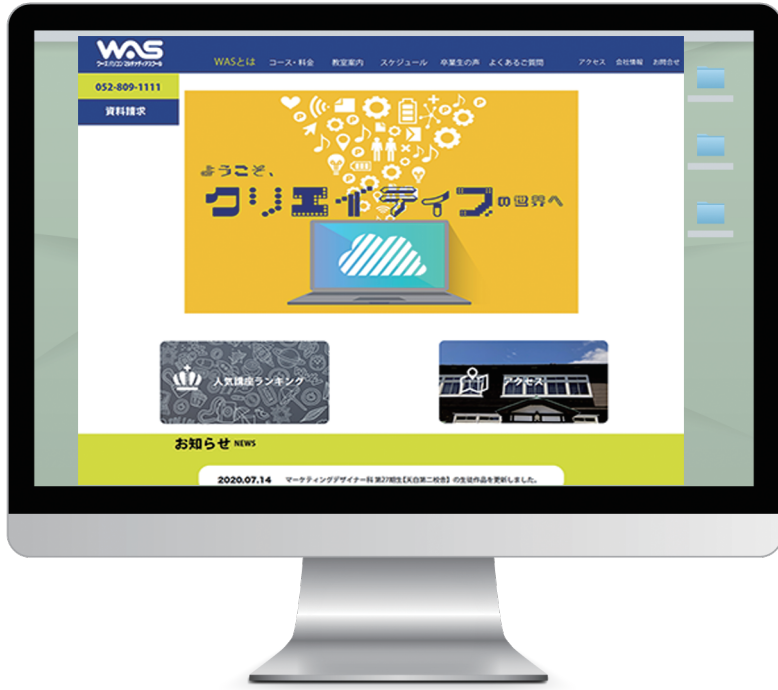 WAS
ワーズパソコン・マルチメディアスクール
WASとは コース・料金 教室案内 スケジュール 卒業生の声 よくあるご質問 アクセス 会社情報 お問合せ
052-809-1111
資料請求
ようこそ、
クリエイティブの世界へ
人気講座ランキング
アクセス
お知らせ NEWS
2020.07.14 マーケティングデザイナー科 第27期生【天白第二校舎】の生徒作品を更新しました。